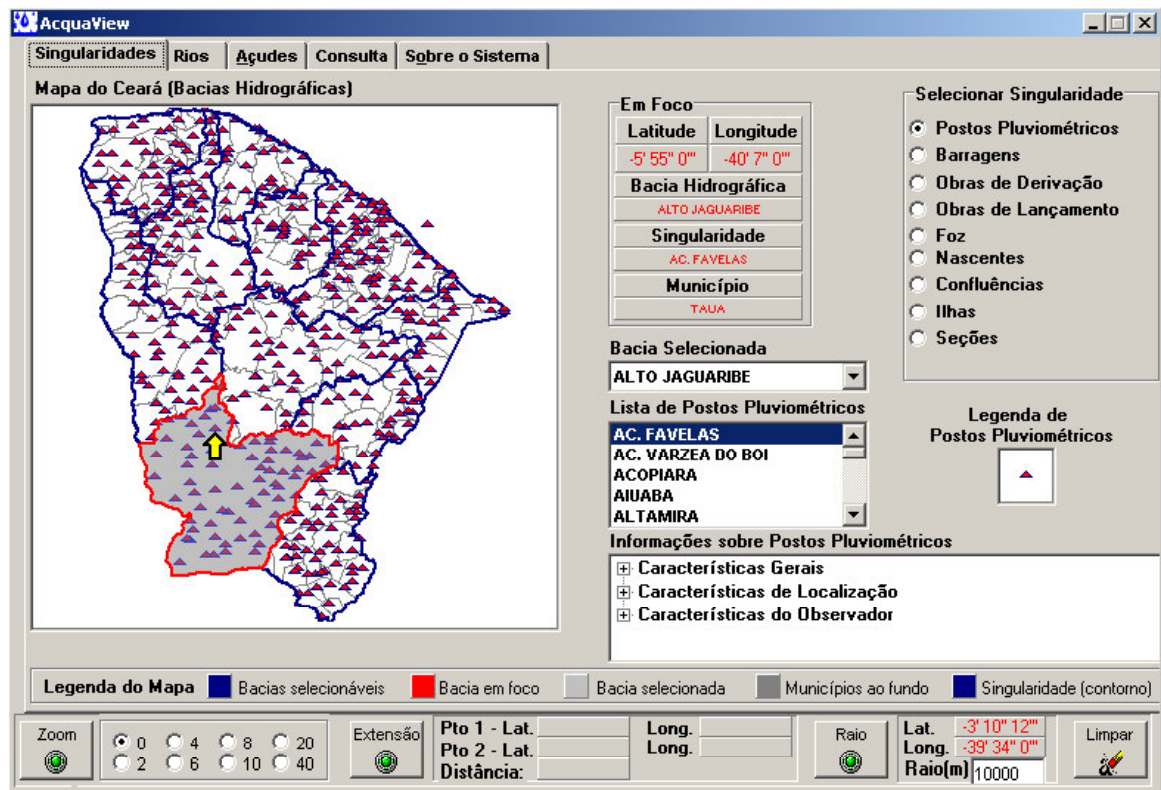 AcquaView
Singularidades Rios Açudes Consulta Sobre o Sistema
Mapa do Ceará (Bacias Hidrográficas)
Em Foco
Latitude Longitude
-5' 55" 0''' -40' 7" 0'''
Bacia Hidrográfica
ALTO JAGUARIBE
Singularidade
AC. FAVELAS
Município
TAUA
Selecionar Singularidade
Postos Pluviométricos
Barragens
Obras de Derivação
Obras de Lançamento
Foz
Nascentes
Confluências
Ilhas
Seções
Bacia Selecionada
ALTO JAGUARIBE
Lista de Postos Pluviométricos
AC. FAVELAS
AC. VARZEA DO BOI
ACOPIARA
AIUABA
ALTAMIRA
Legenda de
Postos Pluviométricos
Informações sobre Postos Pluviométricos
Características Gerais
Características de Localização
Características do Observador
Legenda do Mapa Bacias selecionáveis Bacia em foco Bacia selecionada Municípios ao fundo Singularidade (contorno)
Zoom
0 4 8 20
2 6 10 40
Extensão
Pto 1 - Lat. Long.
Pto 2 - Lat. Long.
Distância:
Raio
Lat. -3' 10" 12'''
Long. -39' 34" 0'''
Raio(m) 10000
Limpar